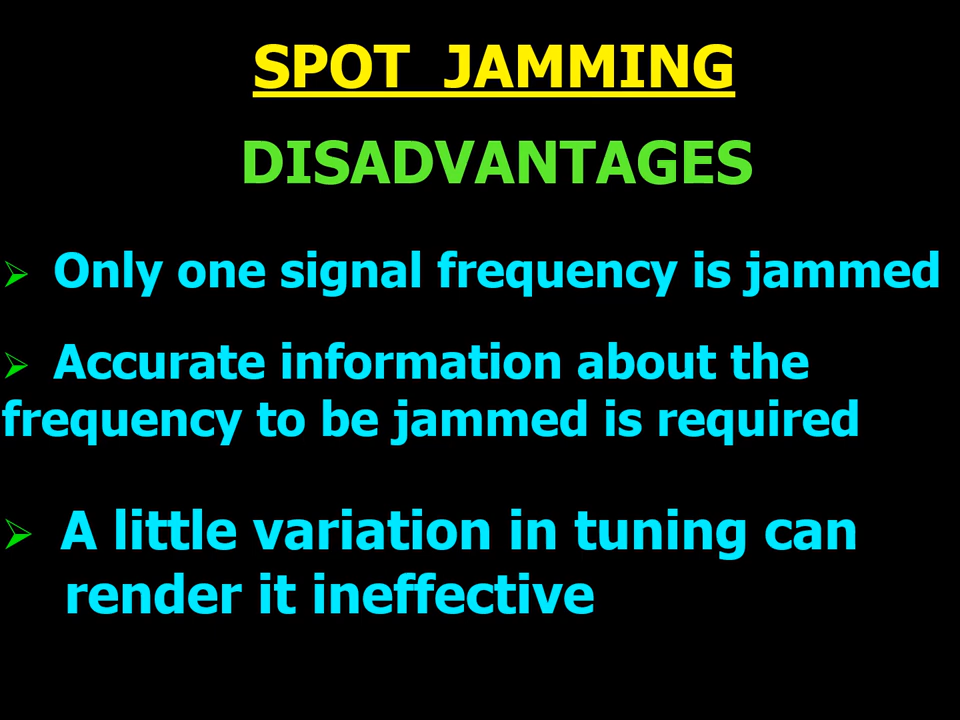 SPOT JAMMING
DISADVANTAGES
➢ Only one signal frequency is jammed
➢ Accurate information about the
frequency to be jammed is required
➢ A little variation in tuning can
render it ineffective